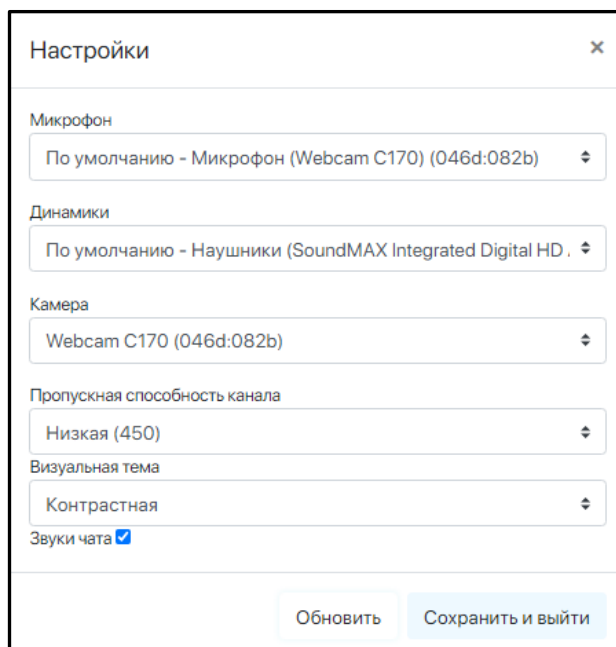 Настройки
×
Микрофон
По умолчанию - Микрофон (Webcam C170) (046d:082b)
Динамики
По умолчанию - Наушники (SoundMAX Integrated Digital HD
Камера
Webcam C170 (046d:082b)
Пропускная способность канала
Низкая (450)
Визуальная тема
Контрастная
Звуки чата
Обновить Сохранить и выйти